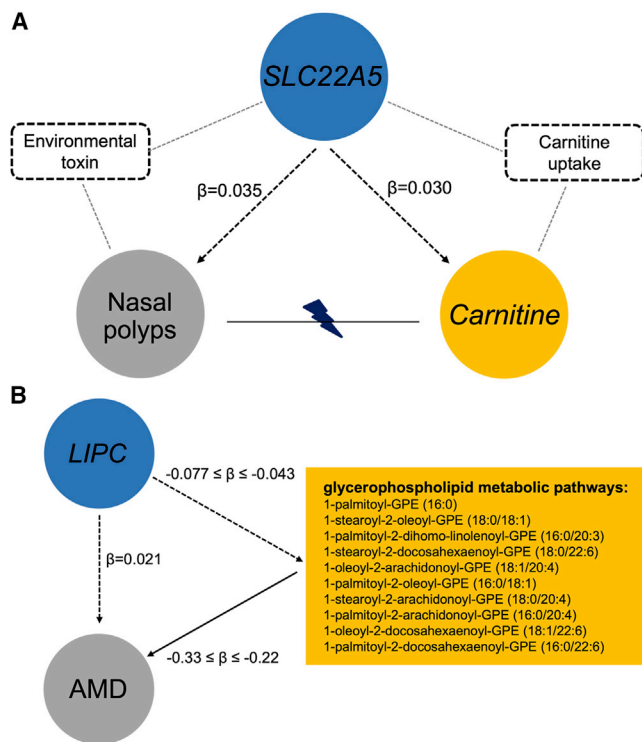 A
SLC22A5
Environmental
toxin
Carnitine
uptake
β=0.035
β=0.030
Nasal
polyps
Carnitine
B
LIPC
-0.077 ≤ β ≤ -0.043
glycerophospholipid metabolic pathways:
1-palmitoyl-GPE (16:0)
1-stearoyl-2-oleoyl-GPE (18:0/18:1)
1-palmitoyl-2-dihomo-linolenoyl-GPE (16:0/20:3)
1-stearoyl-2-docosahexaenoyl-GPE (18:0/22:6)
1-oleoyl-2-arachidonoyl-GPE (18:1/20:4)
1-palmitoyl-2-oleoyl-GPE (16:0/18:1)
1-stearoyl-2-arachidonoyl-GPE (18:0/20:4)
1-palmitoyl-2-arachidonoyl-GPE (16:0/20:4)
1-oleoyl-2-docosahexaenoyl-GPE (18:1/22:6)
1-palmitoyl-2-docosahexaenoyl-GPE (16:0/22:6)
β=0.021
-0.33 ≤ β ≤ -0.22
AMD